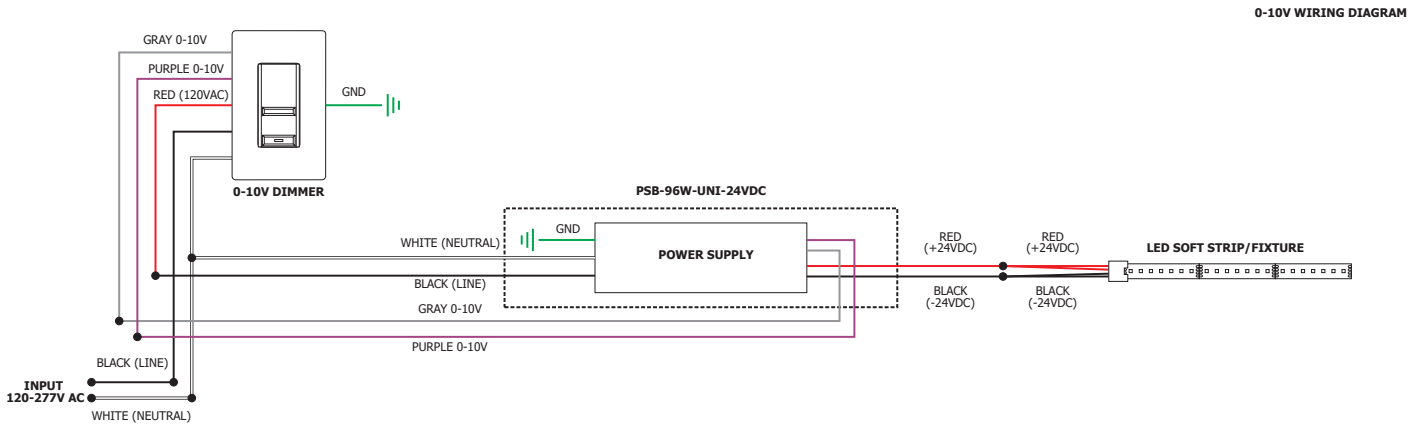 0-10V WIRING DIAGRAM
GRAY 0-10V
PURPLE 0-10V
RED (120VAC)
GND
0-10V DIMMER
PSB-96W-UNI-24VDC
GND
WHITE (NEUTRAL)
POWER SUPPLY
RED
(+24VDC)
RED
(+24VDC)
LED SOFT STRIP/FIXTURE
BLACK (LINE)
BLACK
(-24VDC)
BLACK
(-24VDC)
GRAY 0-10V
PURPLE 0-10V
BLACK (LINE)
INPUT
120-277V AC
WHITE (NEUTRAL)